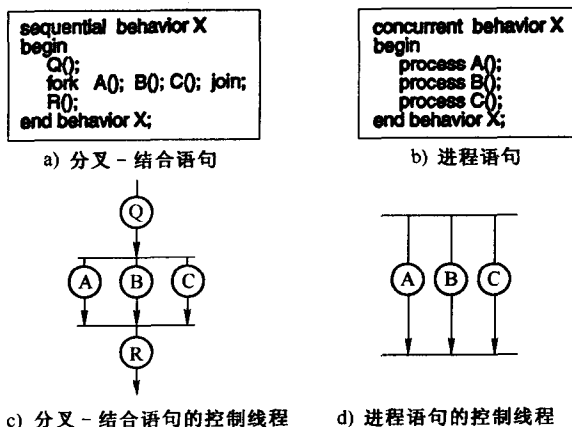 sequential behavior X
begin
Q();
fork A(); B(); C(); join;
R();
end behavior X;
a) 分叉－结合语句
concurrent behavior X
begin
process A();
process B();
process C();
end behavior X;
b) 进程语句
Q
A B C
R
c) 分叉－结合语句的控制线程
A B C
d) 进程语句的控制线程